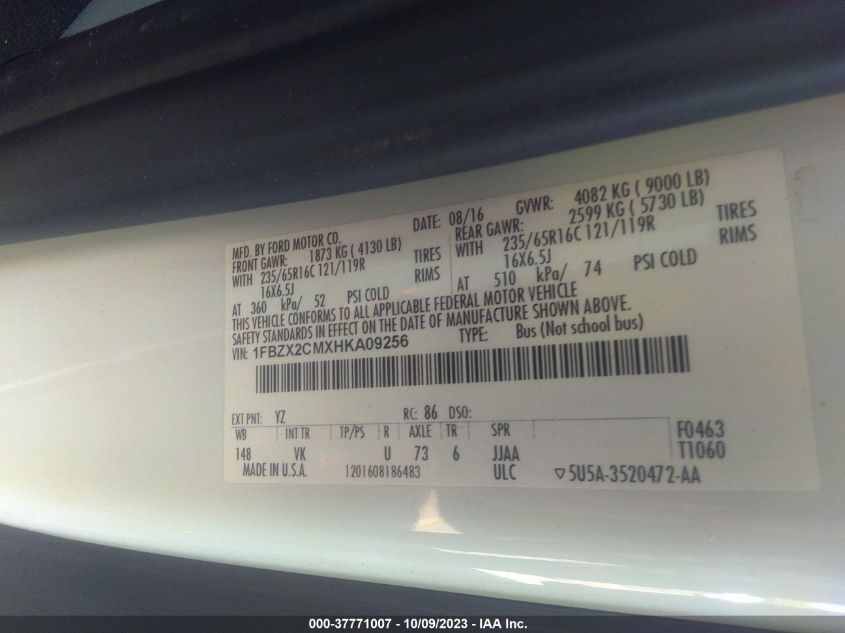 MFD. BY FORD MOTOR CO. DATE: 08/16 GVWR: 4082 KG ( 9000 LB)
FRONT GAWR: 1873 KG ( 4130 LB) REAR GAWR: 2599 KG ( 5730 LB)
WITH 235/65R16C 121/119R TIRES WITH 235/65R16C 121/119R TIRES
16X6.5J RIMS 16X6.5J RIMS
AT 360 kPa/ 52 PSI COLD AT 510 kPa/ 74 PSI COLD
THIS VEHICLE CONFORMS TO ALL APPLICABLE FEDERAL MOTOR VEHICLE
SAFETY STANDARDS IN EFFECT ON THE DATE OF MANUFACTURE SHOWN ABOVE.
VIN: 1FBZX2CMXHKA09256 TYPE: Bus (Not school bus)
EXT PNT: YZ RC: 86 DSO:
WB INT TR TP/PS R AXLE TR SPR F0463
148 VK U 73 6 JJAA T1060
MADE IN U.S.A. 1201608186483 ULC ▽5U5A-3520472-AA
000-37771007 - 10/09/2023 - IAA Inc.